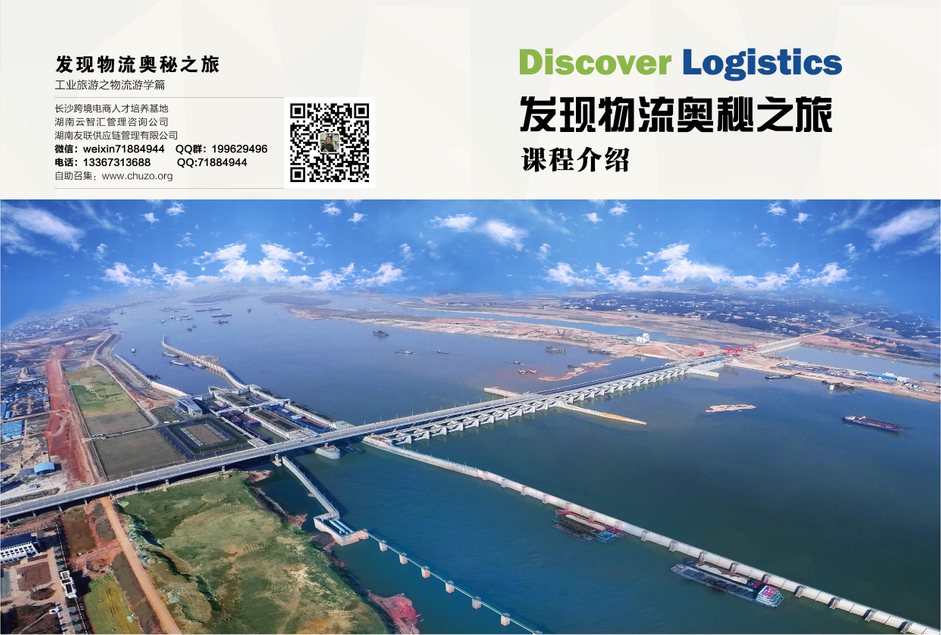 发现物流奥秘之旅
工业旅游之物流游学篇
长沙跨境电商人才培养基地
湖南云智汇管理咨询公司
湖南友联供应链管理有限公司
微信：weixin71884944 QQ群：199629496
电话：13367313688 QQ:71884944
自助召集：www.chuzo.org
Discover Logistics
发现物流奥秘之旅
课程介绍